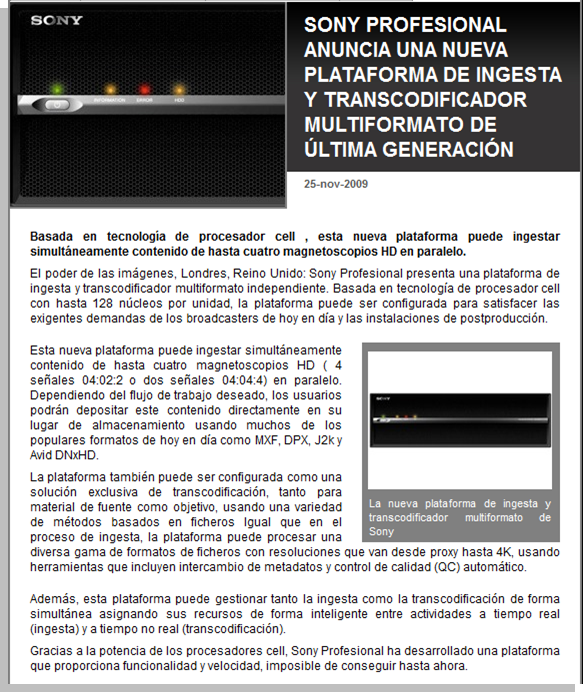 SONY
INFORMATION ERROR HDD
SONY PROFESIONAL
ANUNCIA UNA NUEVA
PLATAFORMA DE INGESTA
Y TRANSCODIFICADOR
MULTIFORMATO DE
ÚLTIMA GENERACIÓN
25-nov-2009
Basada en tecnología de procesador cell , esta nueva plataforma puede ingestar
simultáneamente contenido de hasta cuatro magnetoscopios HD en paralelo.
El poder de las imágenes, Londres, Reino Unido: Sony Profesional presenta una plataforma de
ingesta y transcodificador multiformato independiente. Basada en tecnología de procesador cell
con hasta 128 núcleos por unidad, la plataforma puede ser configurada para satisfacer las
exigentes demandas de los broadcasters de hoy en día y las instalaciones de postproducción.
Esta nueva plataforma puede ingestar simultáneamente
contenido de hasta cuatro magnetoscopios HD ( 4
señales 04:02:2 o dos señales 04:04:4) en paralelo.
Dependiendo del flujo de trabajo deseado, los usuarios
podrán depositar este contenido directamente en su
lugar de almacenamiento usando muchos de los
populares formatos de hoy en día como MXF, DPX, J2k y
Avid DNxHD.
SONY
La nueva plataforma de ingesta y
transcodificador multiformato de
Sony
La plataforma también puede ser configurada como una
solución exclusiva de transcodificación, tanto para
material de fuente como objetivo, usando una variedad
de métodos basados en ficheros Igual que en el
proceso de ingesta, la plataforma puede procesar una
diversa gama de formatos de ficheros con resoluciones que van desde proxy hasta 4K, usando
herramientas que incluyen intercambio de metadatos y control de calidad (QC) automático.
Además, esta plataforma puede gestionar tanto la ingesta como la transcodificación de forma
simultánea asignando sus recursos de forma inteligente entre actividades a tiempo real
(ingesta) y a tiempo no real (transcodificación).
Gracias a la potencia de los procesadores cell, Sony Profesional ha desarrollado una plataforma
que proporciona funcionalidad y velocidad, imposible de conseguir hasta ahora.